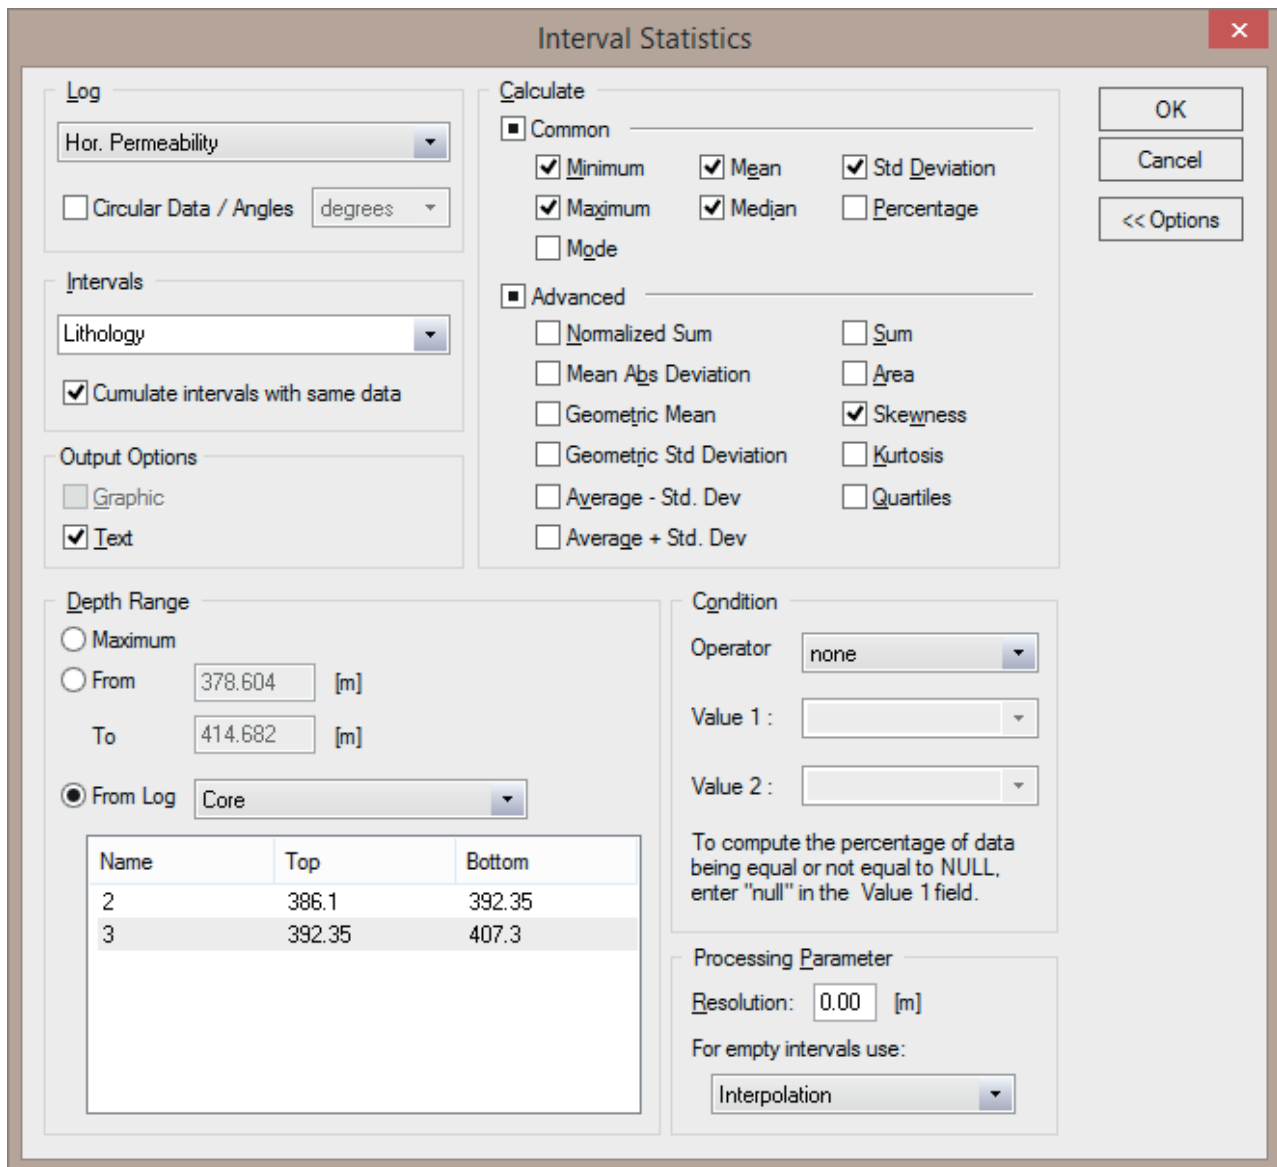 Interval Statistics
Log
Hor. Permeability
Circular Data / Angles degrees
Intervals
Lithology
Cumulate intervals with same data
Output Options
Graphic
Text
Calculate
Common
Minimum Mean Std Deviation
Maximum Median Percentage
Mode
Advanced
Normalized Sum Sum
Mean Abs Deviation Area
Geometric Mean Skewness
Geometric Std Deviation Kurtosis
Average - Std. Dev Quartiles
Average + Std. Dev
OK
Cancel
<< Options
Depth Range
Maximum
From 378.604 [m]
To 414.682 [m]
From Log Core
Name Top Bottom
2 386.1 392.35
3 392.35 407.3
Condition
Operator none
Value 1 :
Value 2 :
To compute the percentage of data
being equal or not equal to NULL,
enter "null" in the Value 1 field.
Processing Parameter
Resolution: 0.00 [m]
For empty intervals use:
Interpolation